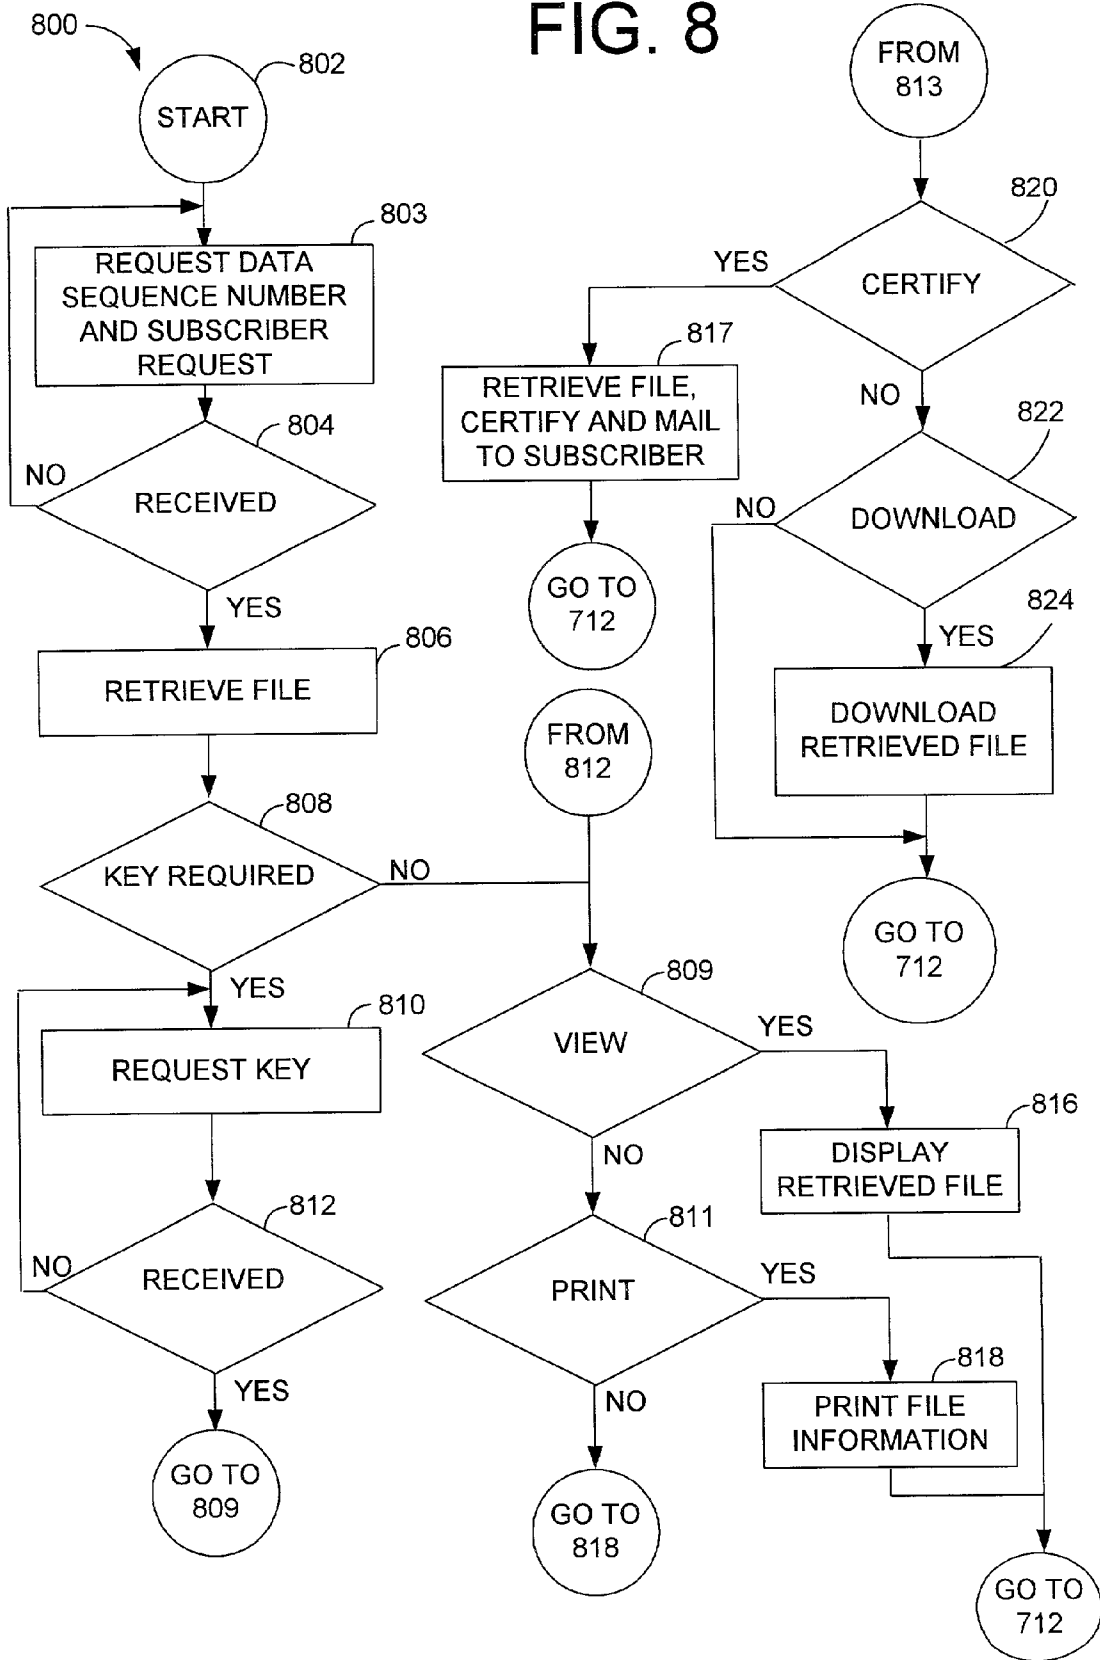 FIG. 8
800
802
START
803
REQUEST DATA
SEQUENCE NUMBER
AND SUBSCRIBER
REQUEST
804
NO
RECEIVED
YES
806
RETRIEVE FILE
808
KEY REQUIRED
NO
YES
810
REQUEST KEY
812
NO
RECEIVED
YES
GO TO
809
FROM
812
809
VIEW
YES
816
DISPLAY
RETRIEVED FILE
NO
811
PRINT
YES
818
PRINT FILE
INFORMATION
NO
GO TO
818
GO TO
712
FROM
813
820
CERTIFY
YES
817
RETRIEVE FILE,
CERTIFY AND MAIL
TO SUBSCRIBER
GO TO
712
NO
822
DOWNLOAD
NO
YES
824
DOWNLOAD
RETRIEVED FILE
GO TO
712